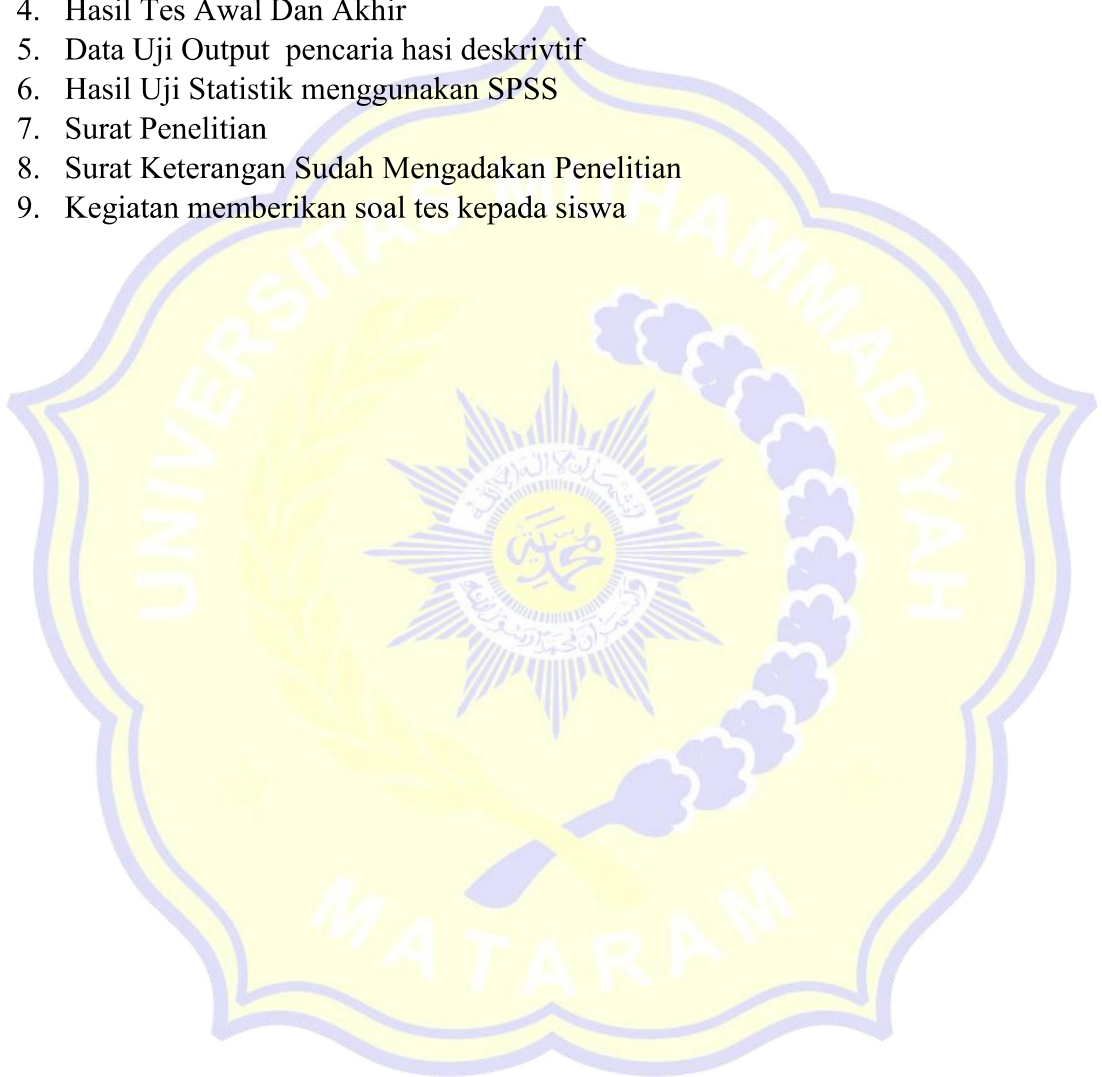 4. Hasil Tes Awal Dan Akhir
5. Data Uji Output pencaria hasi deskrivtif
6. Hasil Uji Statistik menggunakan SPSS
7. Surat Penelitian
8. Surat Keterangan Sudah Mengadakan Penelitian
9. Kegiatan memberikan soal tes kepada siswa
UNIVERSITAS MUHAMMADIYAH
MATARAM